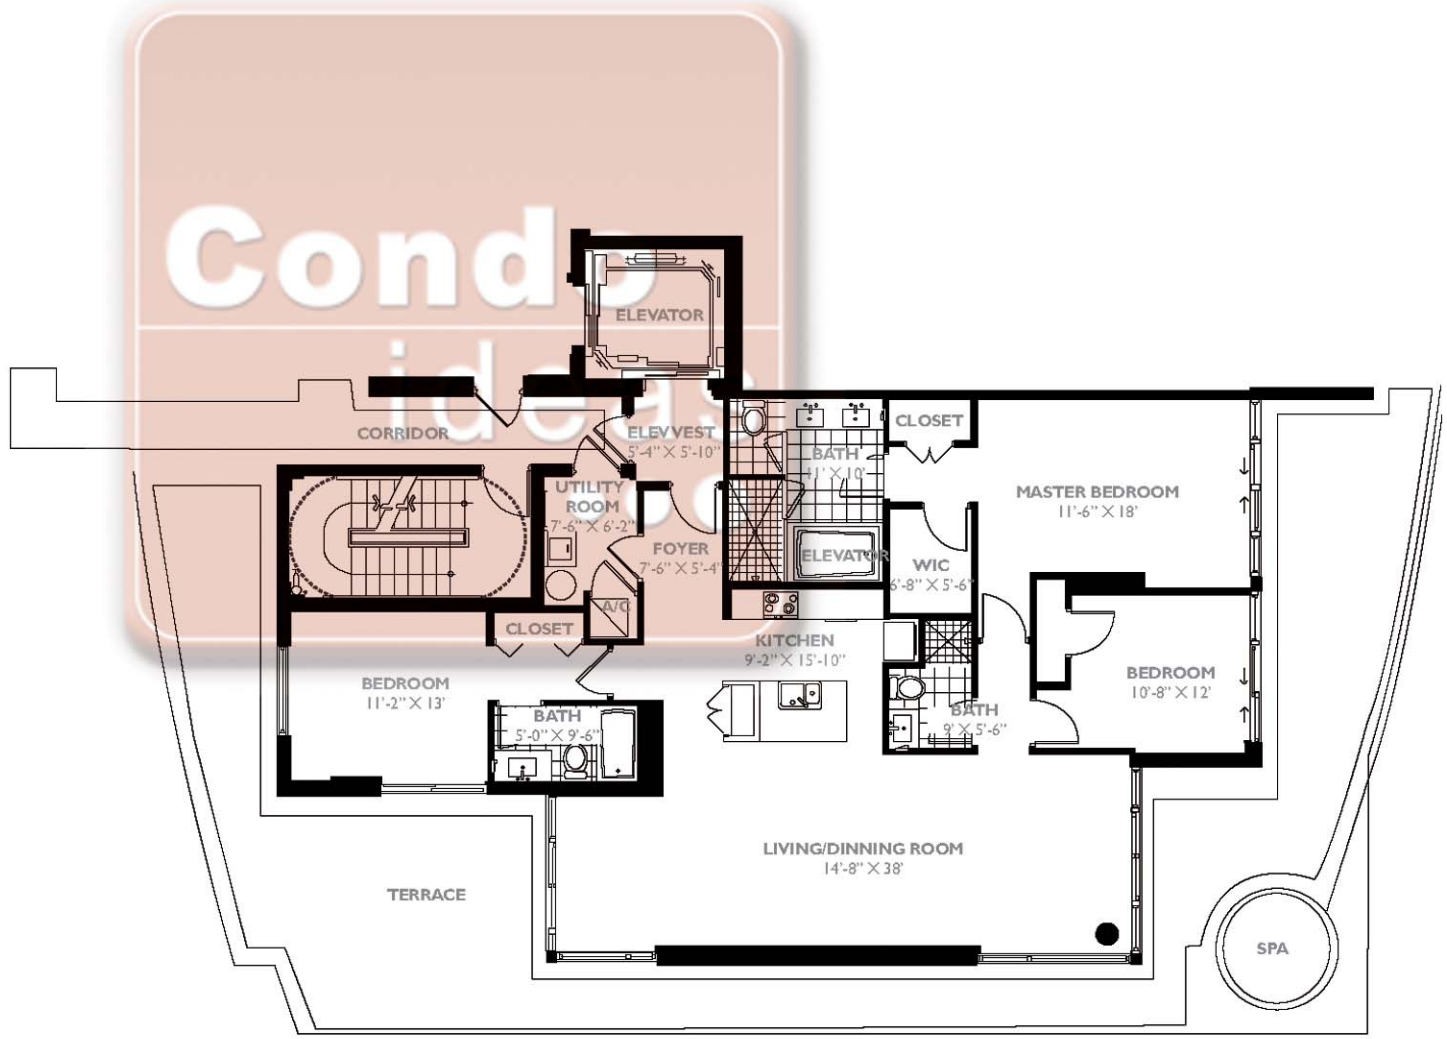 Condo
ideas
ELEVATOR
CORRIDOR
ELEV VEST
5'-4" X 5'-10"
BATH
11' X 10'
CLOSET
MASTER BEDROOM
11'-6" X 18'
UTILITY
ROOM
7'-6" X 6'-2"
FOYER
7'-6" X 5'-4"
ELEVATOR
WIC
6'-8" X 5'-6"
A/C
CLOSET
KITCHEN
9'-2" X 15'-10"
BEDROOM
11'-2" X 13'
BEDROOM
10'-8" X 12'
BATH
5'-0" X 9'-6"
BATH
9' X 5'-6"
LIVING/DINNING ROOM
14'-8" X 38'
TERRACE
SPA